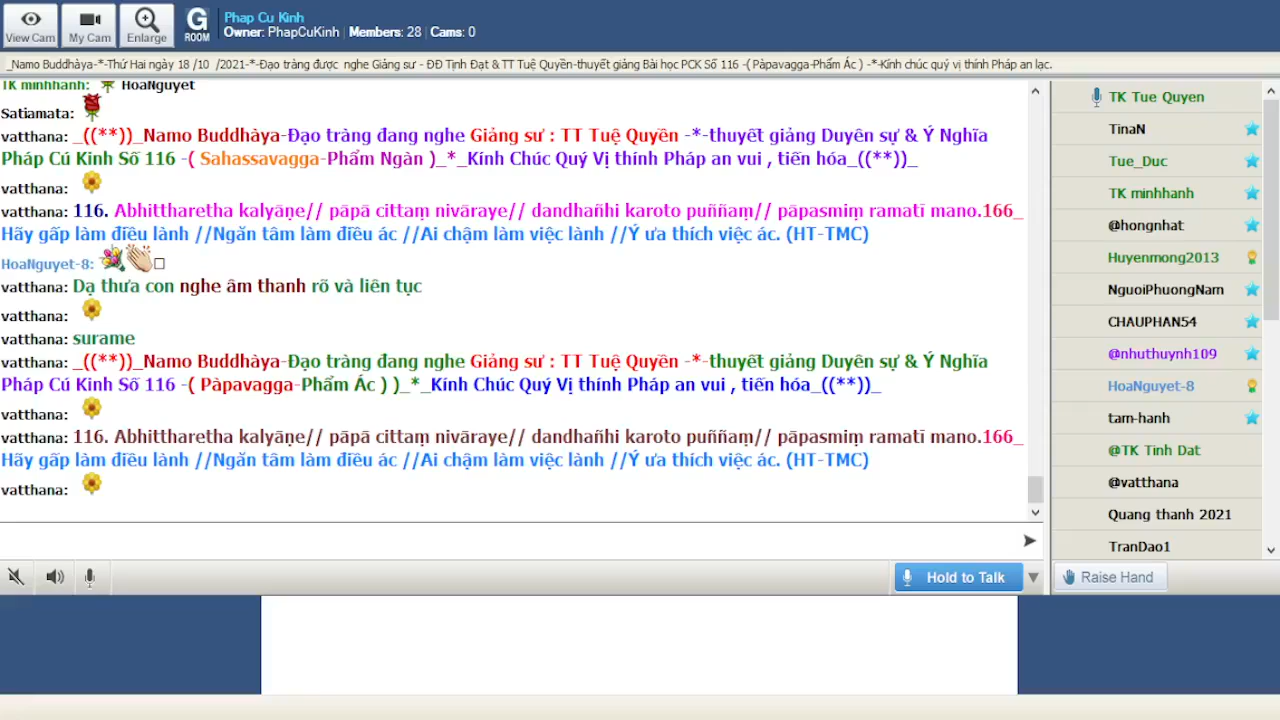 View Cam
My Cam
Enlarge
G
ROOM
Phap Cu Kinh
Owner: PhapCuKinh | Members: 28 | Cams: 0
_Namo Buddhàya-*-Thứ Hai ngày 18 /10 /2021-*-Đạo tràng được nghe Giảng sư - ĐĐ Tịnh Đạt & TT Tuệ Quyền-thuyết giảng Bài học PCK Số 116 -( Pàpavagga-Phẩm Ác ) -*-Kính chúc quý vị thính Pháp an lạc.
TK minhhanh: HoaNguyet
Satiamata:
vatthana: _((**))_Namo Buddhàya-Đạo tràng đang nghe Giảng sư : TT Tuệ Quyền -*-thuyết giảng Duyên sự & Ý Nghĩa
Pháp Cú Kinh Số 116 -( Sahassavagga-Phẩm Ngàn )_*_Kính Chúc Quý Vị thính Pháp an vui , tiến hóa_((**))_
vatthana:
vatthana: 116. Abhittharetha kalyāṇe// pāpā cittaṃ nivāraye// dandhañhi karoto puññaṃ// pāpasmiṃ ramatī mano.166_
Hãy gấp làm điều lành //Ngăn tâm làm điều ác //Ai chậm làm việc lành //Ý ưa thích việc ác. (HT-TMC)
HoaNguyet-8:
vatthana: Dạ thưa con nghe âm thanh rõ và liên tục
vatthana:
vatthana: surame
vatthana: _((**))_Namo Buddhàya-Đạo tràng đang nghe Giảng sư : TT Tuệ Quyền -*-thuyết giảng Duyên sự & Ý Nghĩa
Pháp Cú Kinh Số 116 -( Pàpavagga-Phẩm Ác ) )_*_Kính Chúc Quý Vị thính Pháp an vui , tiến hóa_((**))_
vatthana:
vatthana: 116. Abhittharetha kalyāṇe// pāpā cittaṃ nivāraye// dandhañhi karoto puññaṃ// pāpasmiṃ ramatī mano.166_
Hãy gấp làm điều lành //Ngăn tâm làm điều ác //Ai chậm làm việc lành //Ý ưa thích việc ác. (HT-TMC)
vatthana:
Hold to Talk
TK Tue Quyen
TinaN
Tue_Duc
TK minhhanh
@hongnhat
Huyenmong2013
NguoiPhuongNam
CHAUPHAN54
@nhuthuynh109
HoaNguyet-8
tam-hanh
@TK Tinh Dat
@vatthana
Quang thanh 2021
TranDao1
Raise Hand